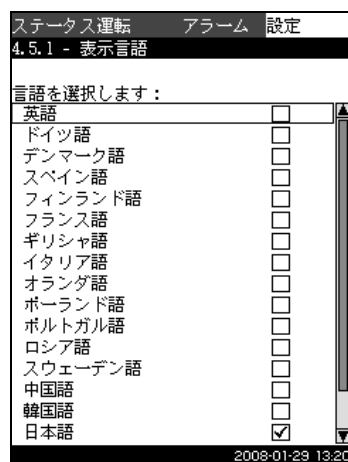 ステータス運転 アラーム 設定
4.5.1 - 表示言語
言語を選択します：
英語
ドイツ語
デンマーク語
スペイン語
フィンランド語
フランス語
ギリシャ語
イタリア語
オランダ語
ポーランド語
ポルトガル語
ロシア語
スウェーデン語
中国語
韓国語
日本語
2008-01-29 13:20